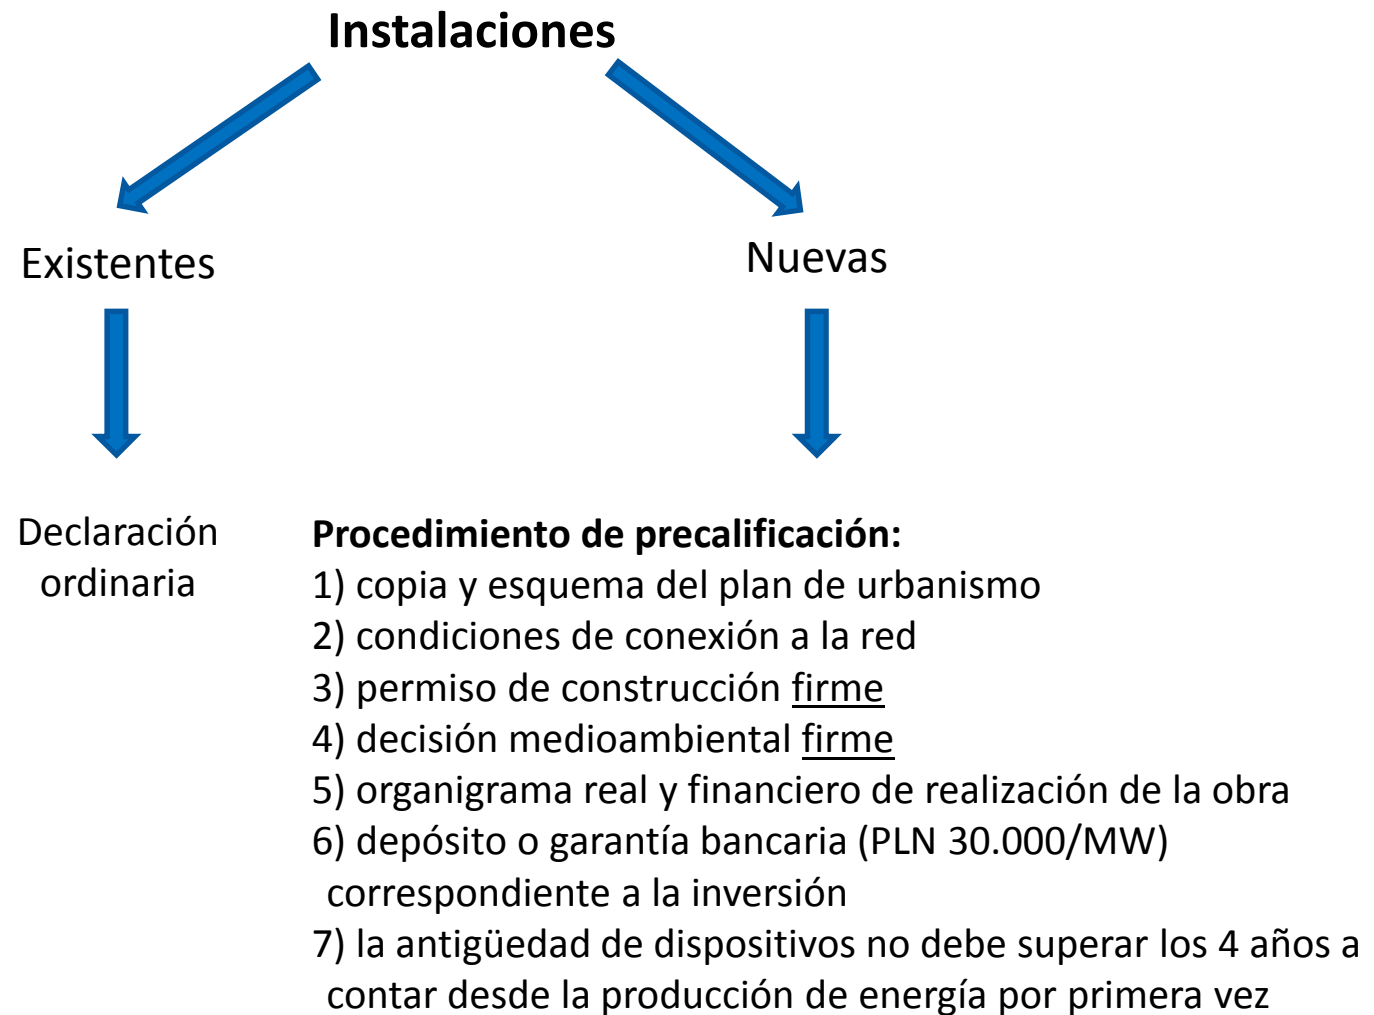 Instalaciones
Existentes
Nuevas
Declaración
ordinaria
Procedimiento de precalificación:
1) copia y esquema del plan de urbanismo
2) condiciones de conexión a la red
3) permiso de construcción firme
4) decisión medioambiental firme
5) organigrama real y financiero de realización de la obra
6) depósito o garantía bancaria (PLN 30.000/MW)
correspondiente a la inversión
7) la antigüedad de dispositivos no debe superar los 4 años a
contar desde la producción de energía por primera vez